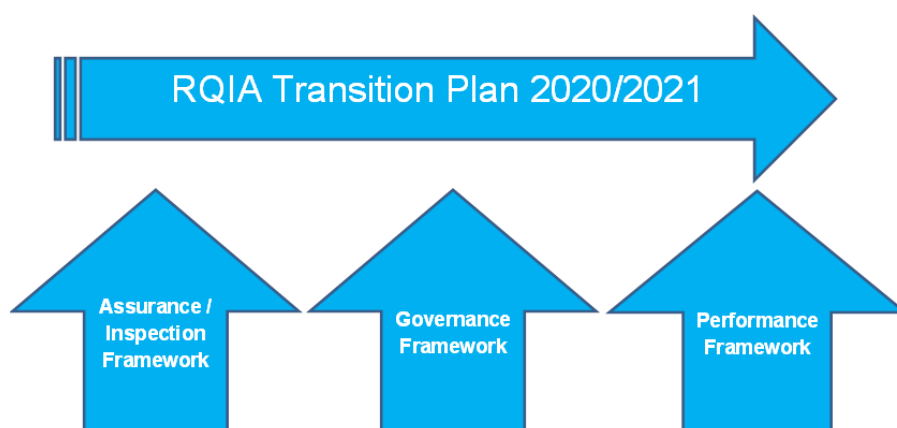 RQIA Transition Plan 2020/2021
Assurance /
Inspection
Framework
Governance
Framework
Performance
Framework